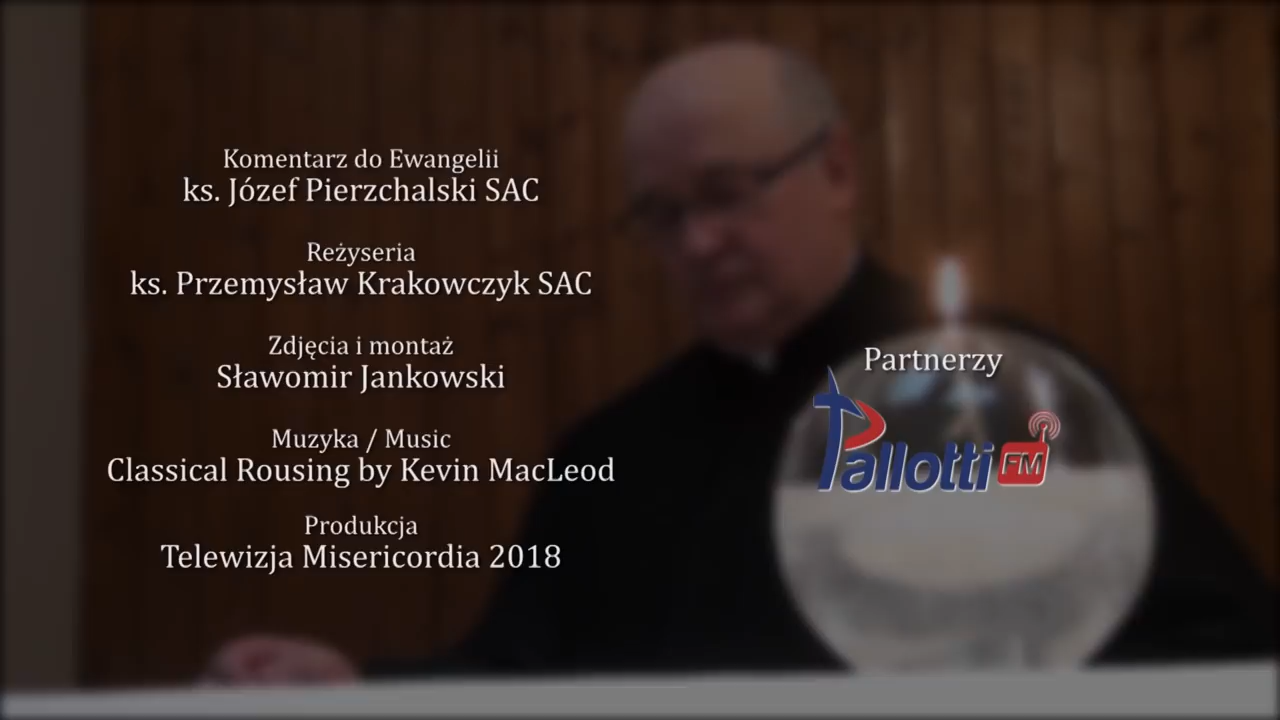 Komentarz do Ewangelii
ks. Józef Pierzchalski SAC
Reżyseria
ks. Przemysław Krakowczyk SAC
Zdjęcia i montaż
Sławomir Jankowski
Muzyka / Music
Classical Rousing by Kevin MacLeod
Produkcja
Telewizja Misericordia 2018
Partnerzy
Pallotti FM